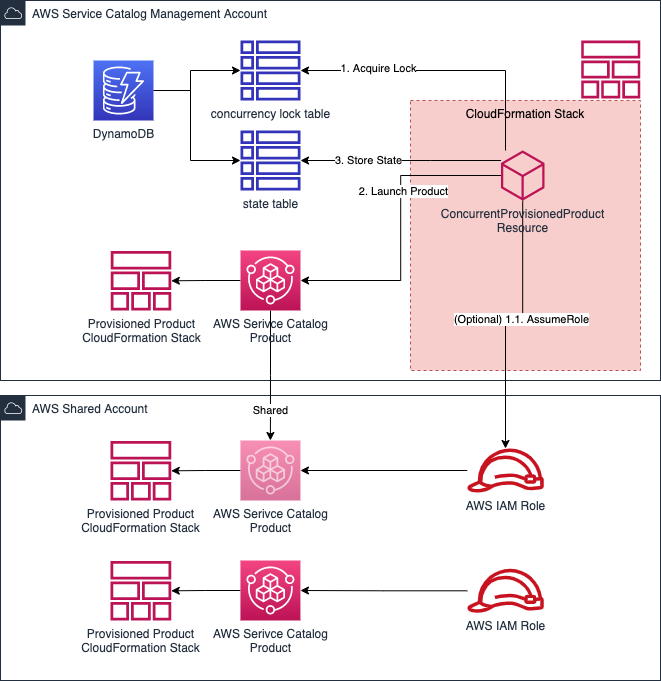 AWS Service Catalog Management Account
1. Acquire Lock
concurrency lock table
CloudFormation Stack
DynamoDB
3. Store State
2. Launch Product
state table
ConcurrentProvisionedProduct
Resource
Provisioned Product
CloudFormation Stack
AWS Serivce Catalog
Product
(Optional) 1.1. AssumeRole
AWS Shared Account
Shared
Provisioned Product
CloudFormation Stack
AWS Serivce Catalog
Product
AWS IAM Role
Provisioned Product
CloudFormation Stack
AWS Serivce Catalog
Product
AWS IAM Role